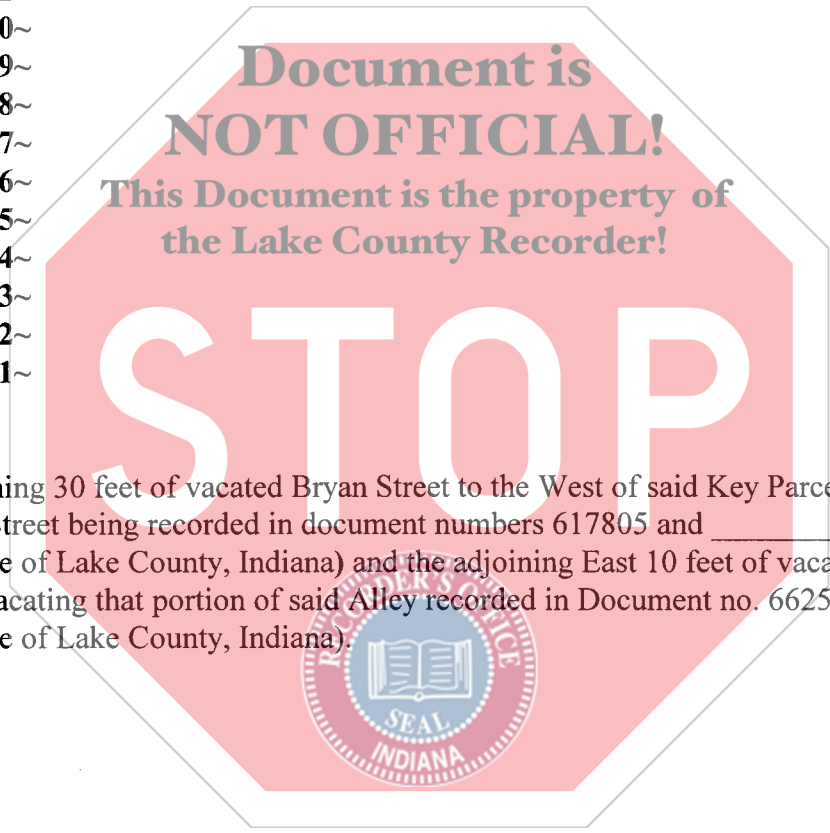 0~
Document is
9~
8~
NOT OFFICIAL!
7~
6~
This Document is the property of
5~
the Lake County Recorder!
4~
3~
2~
1~
STOP
ning 30 feet of vacated Bryan Street to the West of said Key Parce
treet being recorded in document numbers 617805 and ________
e of Lake County, Indiana) and the adjoining East 10 feet of vaca
acating that portion of said Alley recorded in Document no. 6625
e of Lake County, Indiana).
RECORDER'S OFFICE
SEAL
INDIANA